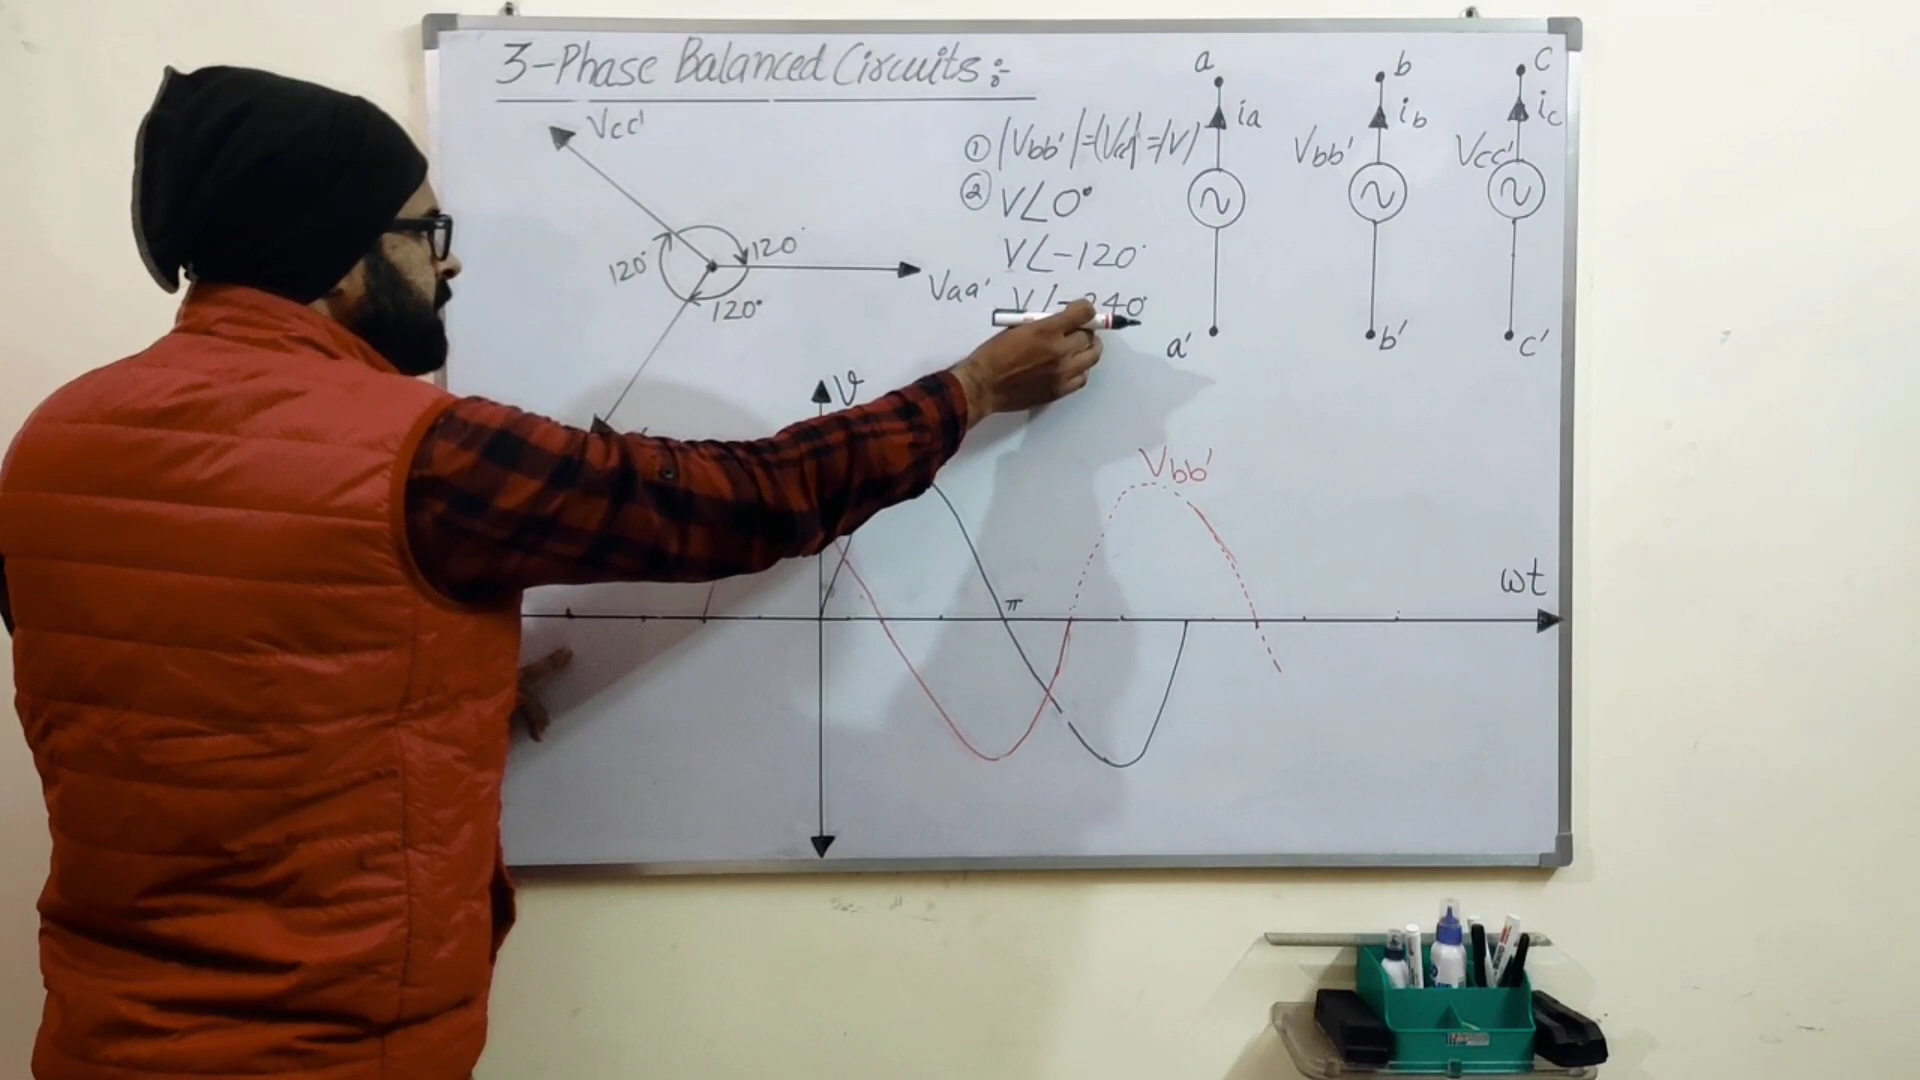 3-Phase Balanced Circuits :-
Vcc'
120°
120°
120°
Vaa'
① |Vbb'|=|Vcc'|=|V|
② V∠0°
V∠-120°
V∠-240°
a
ia
a'
b
ib
Vbb'
b'
c
ic
Vcc'
c'
V
Vbb'
π
ωt